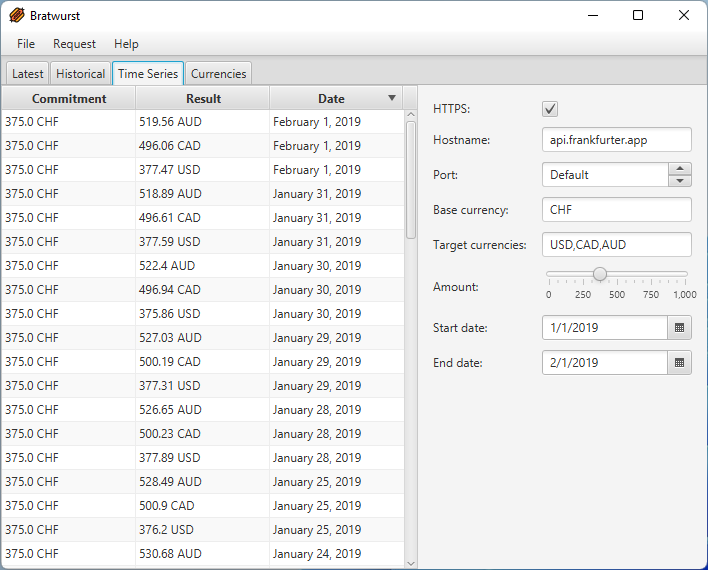 Bratwurst
File Request Help
Latest Historical Time Series Currencies
Commitment Result Date
375.0 CHF 519.56 AUD February 1, 2019
375.0 CHF 496.06 CAD February 1, 2019
375.0 CHF 377.47 USD February 1, 2019
375.0 CHF 518.89 AUD January 31, 2019
375.0 CHF 496.61 CAD January 31, 2019
375.0 CHF 377.59 USD January 31, 2019
375.0 CHF 522.4 AUD January 30, 2019
375.0 CHF 496.94 CAD January 30, 2019
375.0 CHF 375.86 USD January 30, 2019
375.0 CHF 527.03 AUD January 29, 2019
375.0 CHF 500.19 CAD January 29, 2019
375.0 CHF 377.31 USD January 29, 2019
375.0 CHF 526.65 AUD January 28, 2019
375.0 CHF 500.23 CAD January 28, 2019
375.0 CHF 377.89 USD January 28, 2019
375.0 CHF 528.49 AUD January 25, 2019
375.0 CHF 500.9 CAD January 25, 2019
375.0 CHF 376.2 USD January 25, 2019
375.0 CHF 530.68 AUD January 24, 2019
HTTPS:
Hostname: api.frankfurter.app
Port: Default
Base currency: CHF
Target currencies: USD,CAD,AUD
Amount:
0 250 500 750 1,000
Start date: 1/1/2019
End date: 2/1/2019